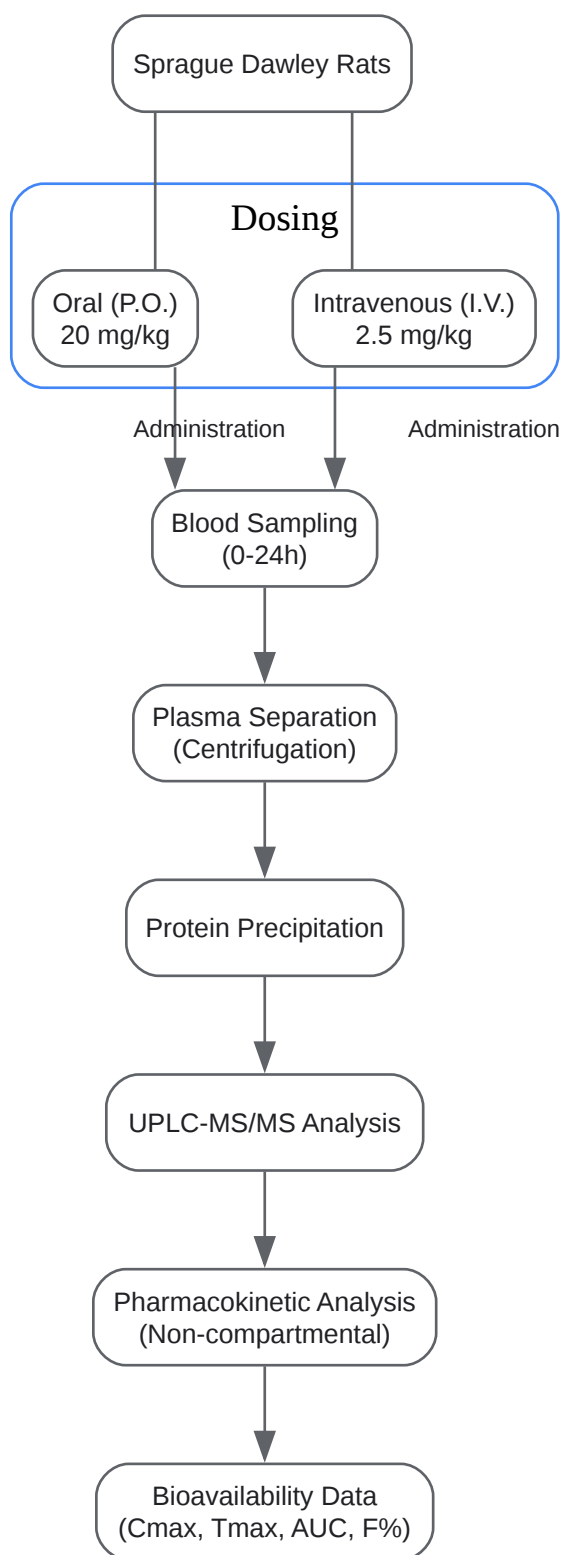 Sprague Dawley Rats
Dosing
Oral (P.O.)
20 mg/kg
Intravenous (I.V.)
2.5 mg/kg
Administration
Administration
Blood Sampling
(0-24h)
Plasma Separation
(Centrifugation)
Protein Precipitation
UPLC-MS/MS Analysis
Pharmacokinetic Analysis
(Non-compartmental)
Bioavailability Data
(Cmax, Tmax, AUC, F%)